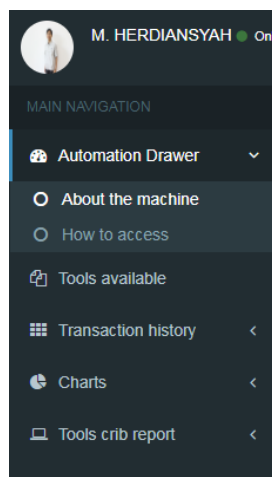 M. HERDIANSYAH On
MAIN NAVIGATION
Automation Drawer
About the machine
How to access
Tools available
Transaction history
Charts
Tools crib report